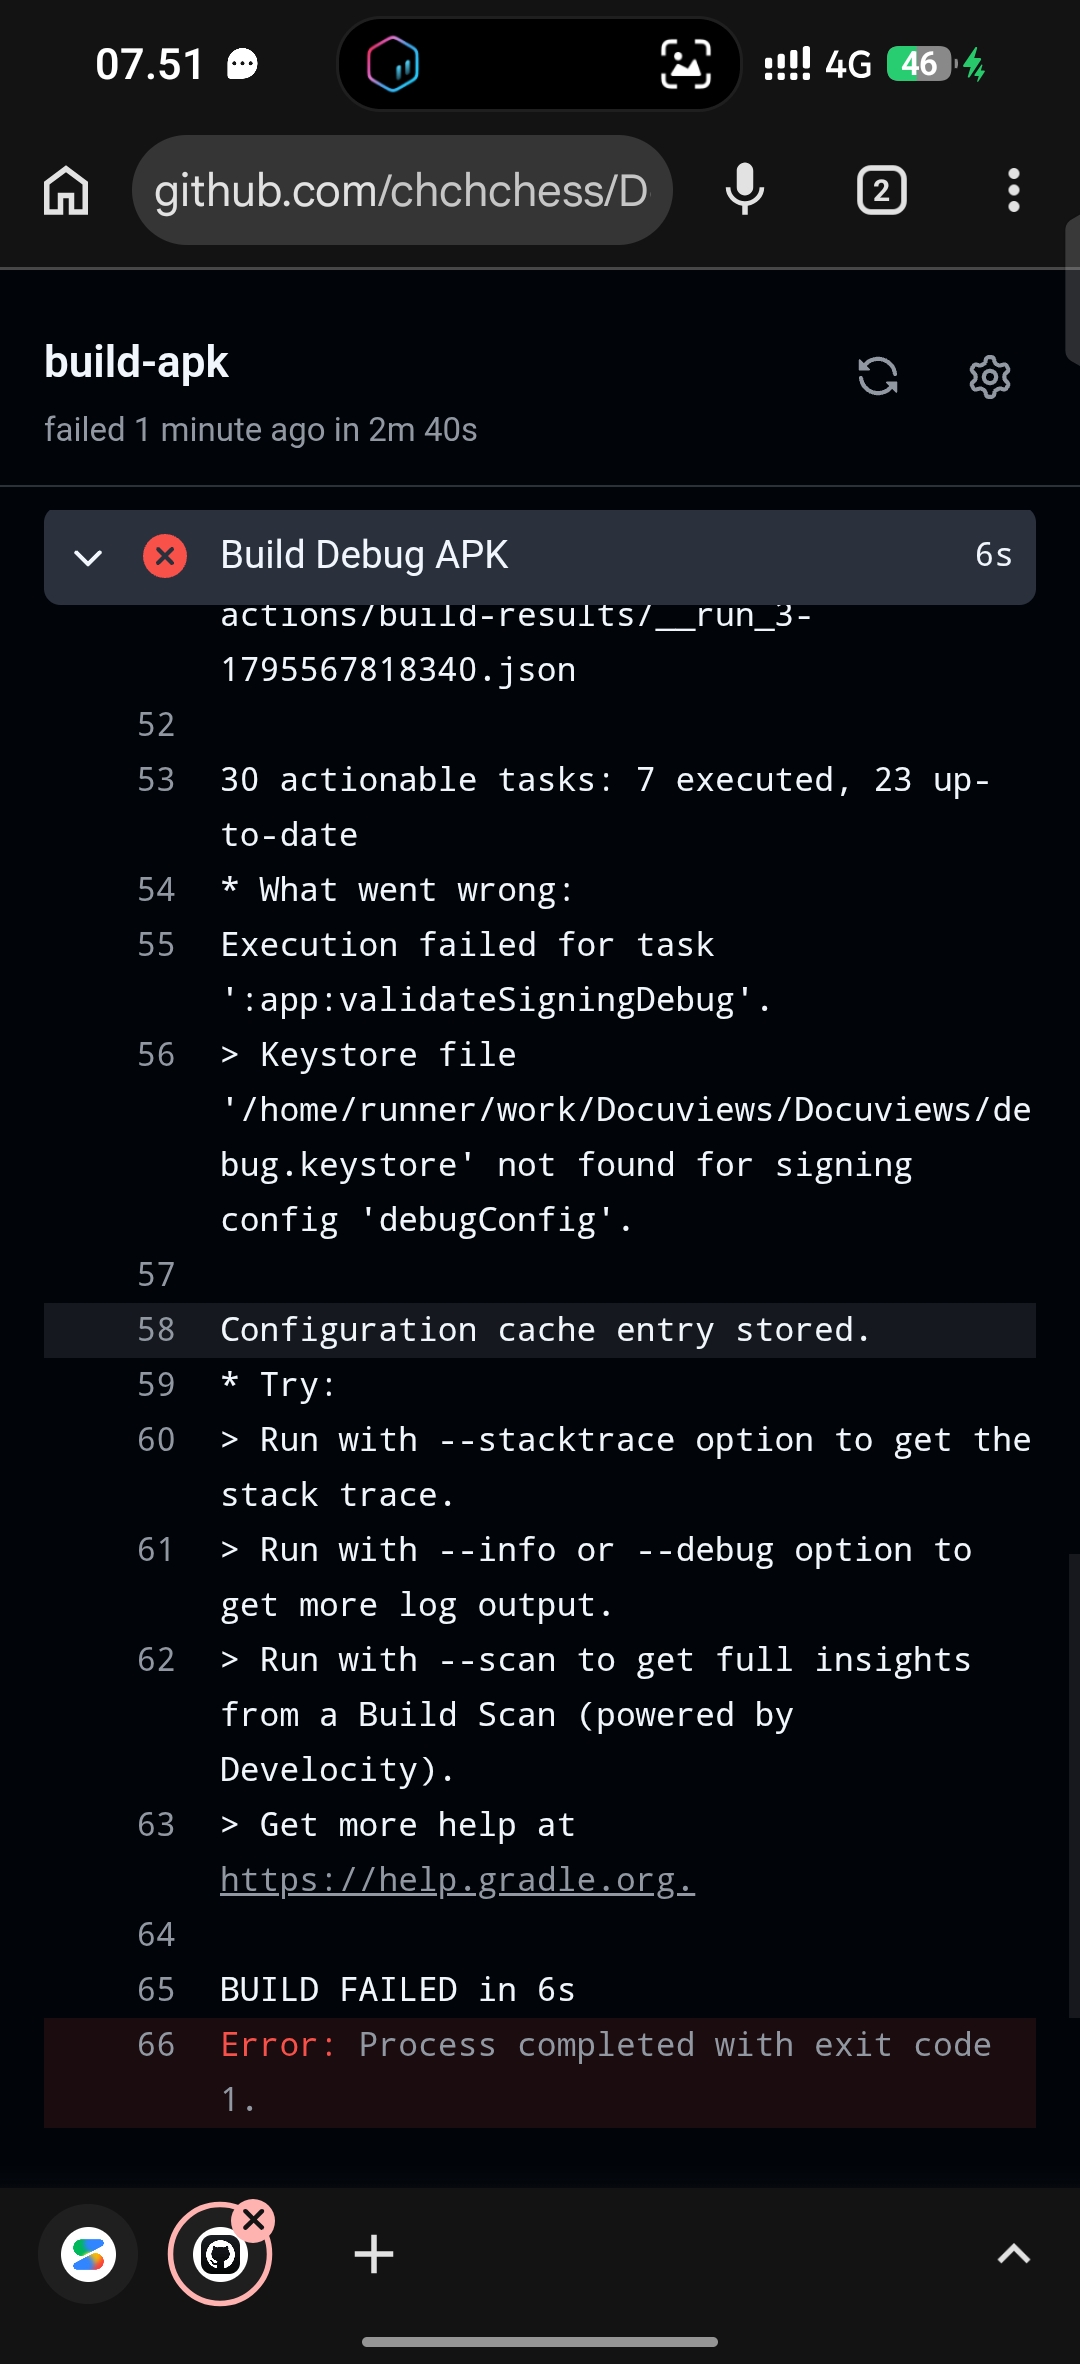 07.51
4G
46
github.com/chchchess/D
2
build-apk
failed 1 minute ago in 2m 40s
Build Debug APK
6s
actions/build-results/__run_3-
1795567818340.json
52
53 30 actionable tasks: 7 executed, 23 up-
to-date
54 * What went wrong:
55 Execution failed for task
':app:validateSigningDebug'.
56 > Keystore file
'/home/runner/work/Docuviews/Docuviews/de
bug.keystore' not found for signing
config 'debugConfig'.
57
58 Configuration cache entry stored.
59 * Try:
60 > Run with --stacktrace option to get the
stack trace.
61 > Run with --info or --debug option to
get more log output.
62 > Run with --scan to get full insights
from a Build Scan (powered by
Develocity).
63 > Get more help at
https://help.gradle.org.
64
65 BUILD FAILED in 6s
66 Error: Process completed with exit code
1.